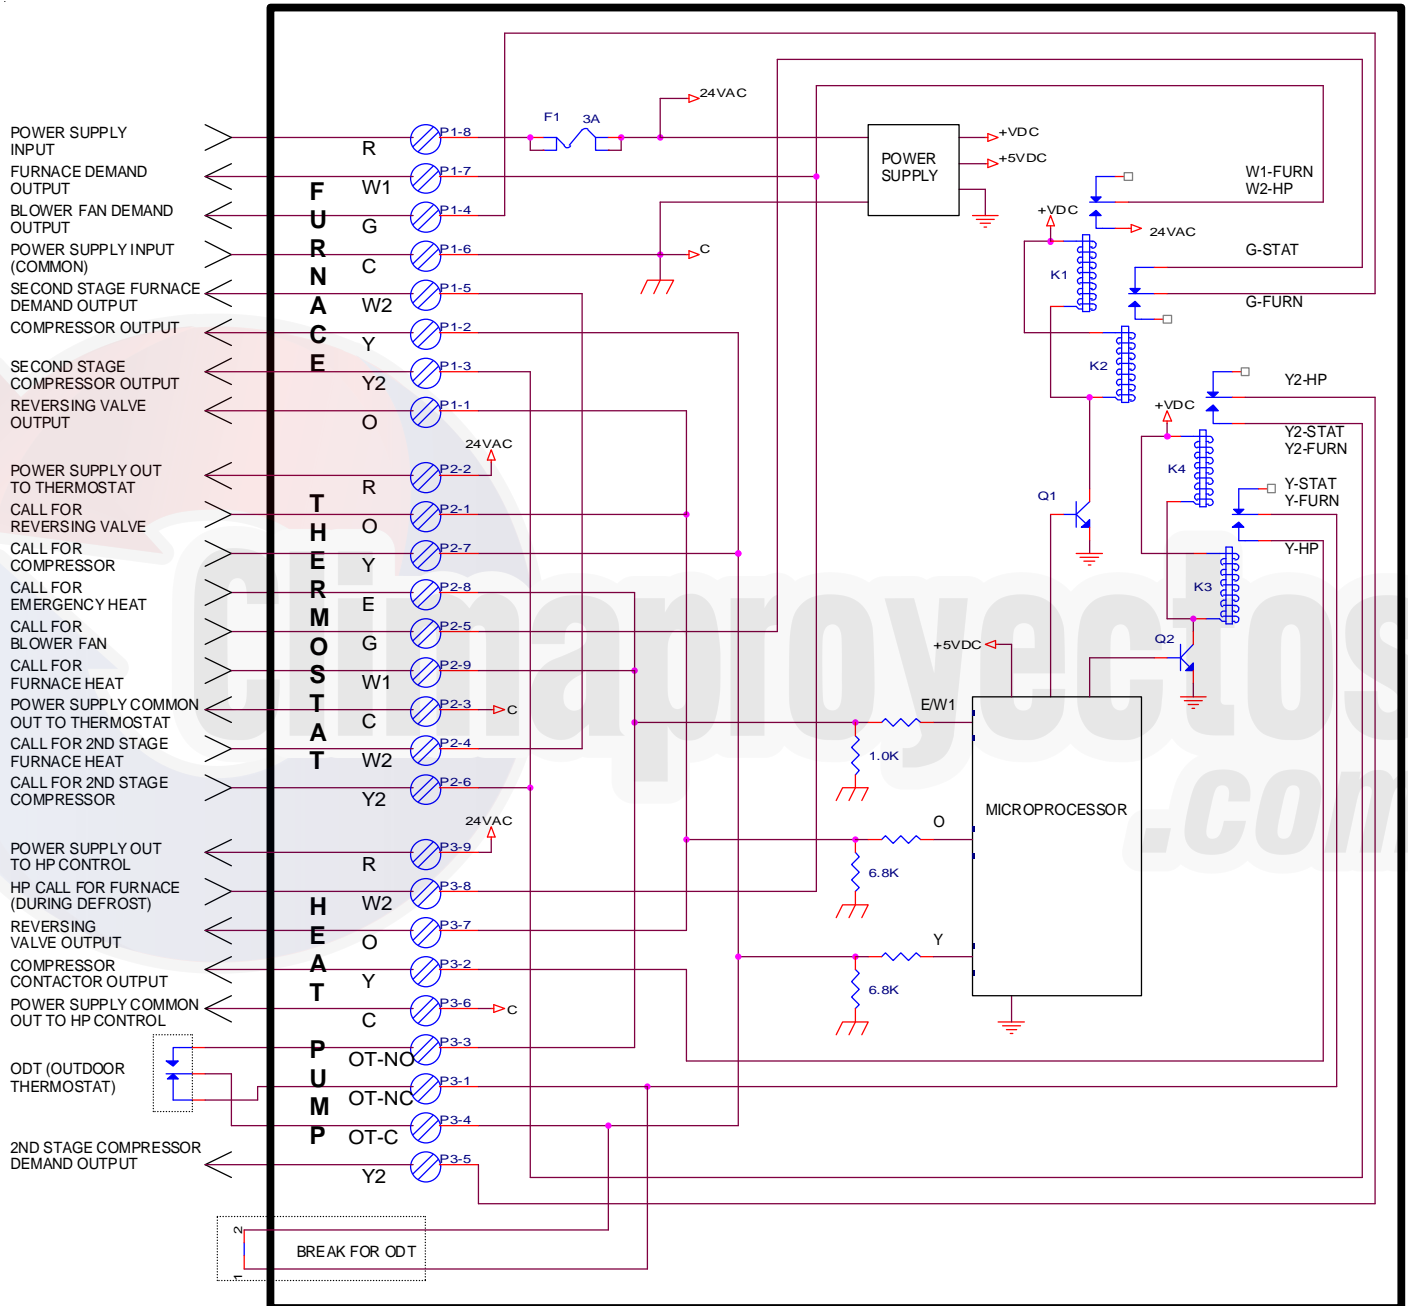 POWER SUPPLY
INPUT
R
P1-8
F1
3A
24VAC
FURNACE DEMAND
OUTPUT
W1
P1-7
BLOWER FAN DEMAND
OUTPUT
G
P1-4
POWER SUPPLY INPUT
(COMMON)
C
P1-6
C
SECOND STAGE FURNACE
DEMAND OUTPUT
W2
P1-5
COMPRESSOR OUTPUT
Y
P1-2
SECOND STAGE
COMPRESSOR OUTPUT
Y2
P1-3
REVERSING VALVE
OUTPUT
O
P1-1
FURNACE
POWER SUPPLY OUT
TO THERMOSTAT
R
P2-2
24VAC
CALL FOR
REVERSING VALVE
O
P2-1
CALL FOR
COMPRESSOR
Y
P2-7
CALL FOR
EMERGENCY HEAT
E
P2-8
CALL FOR
BLOWER FAN
G
P2-5
CALL FOR
FURNACE HEAT
W1
P2-9
POWER SUPPLY COMMON
OUT TO THERMOSTAT
C
P2-3
C
CALL FOR 2ND STAGE
FURNACE HEAT
W2
P2-4
CALL FOR 2ND STAGE
COMPRESSOR
Y2
P2-6
THERMOSTAT
POWER SUPPLY OUT
TO HP CONTROL
R
P3-9
24VAC
HP CALL FOR FURNACE
(DURING DEFROST)
W2
P3-8
REVERSING
VALVE OUTPUT
O
P3-7
COMPRESSOR
CONTACTOR OUTPUT
Y
P3-2
POWER SUPPLY COMMON
OUT TO HP CONTROL
C
P3-6
C
ODT (OUTDOOR
THERMOSTAT)
OT-NO
P3-3
OT-NC
P3-1
OT-C
P3-4
2ND STAGE COMPRESSOR
DEMAND OUTPUT
Y2
P3-5
HEAT PUMP
2
1
BREAK FOR ODT
POWER
SUPPLY
+VDC
+5VDC
W1-FURN
W2-HP
24VAC
+VDC
K1
G-STAT
G-FURN
K2
Y2-HP
Y2-STAT
Y2-FURN
+VDC
K4
Y-STAT
Y-FURN
Y-HP
K3
Q1
Q2
+5VDC
E/W1
1.0K
O
6.8K
Y
6.8K
MICROPROCESSOR
Climaproyectos
.com